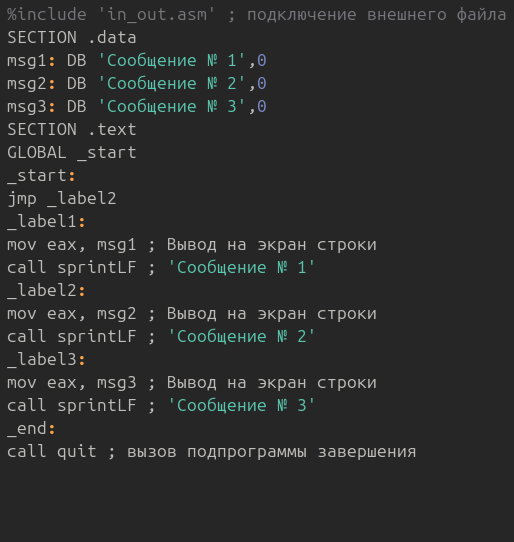 %include 'in_out.asm' ; подключение внешнего файла
SECTION .data
msg1: DB 'Сообщение № 1',0
msg2: DB 'Сообщение № 2',0
msg3: DB 'Сообщение № 3',0
SECTION .text
GLOBAL _start
_start:
jmp _label2
_label1:
mov eax, msg1 ; Вывод на экран строки
call sprintLF ; 'Сообщение № 1'
_label2:
mov eax, msg2 ; Вывод на экран строки
call sprintLF ; 'Сообщение № 2'
_label3:
mov eax, msg3 ; Вывод на экран строки
call sprintLF ; 'Сообщение № 3'
_end:
call quit ; вызов подпрограммы завершения